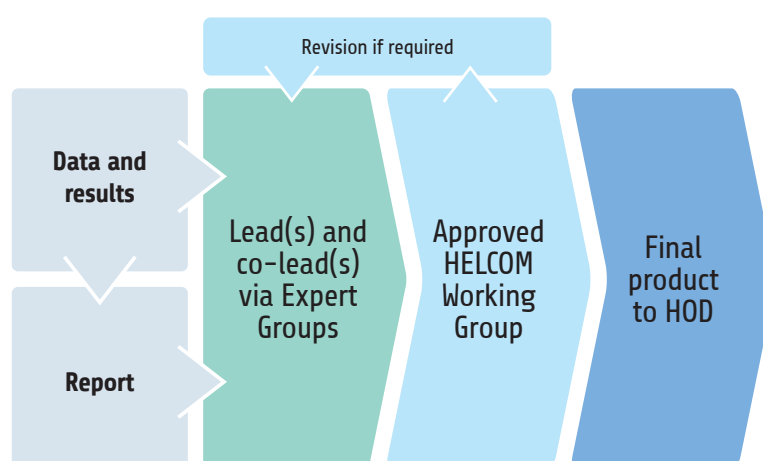 Revision if required
Data and
results
Report
Lead(s) and
co-lead(s)
via Expert
Groups
Approved
HELCOM
Working
Group
Final
product
to HOD